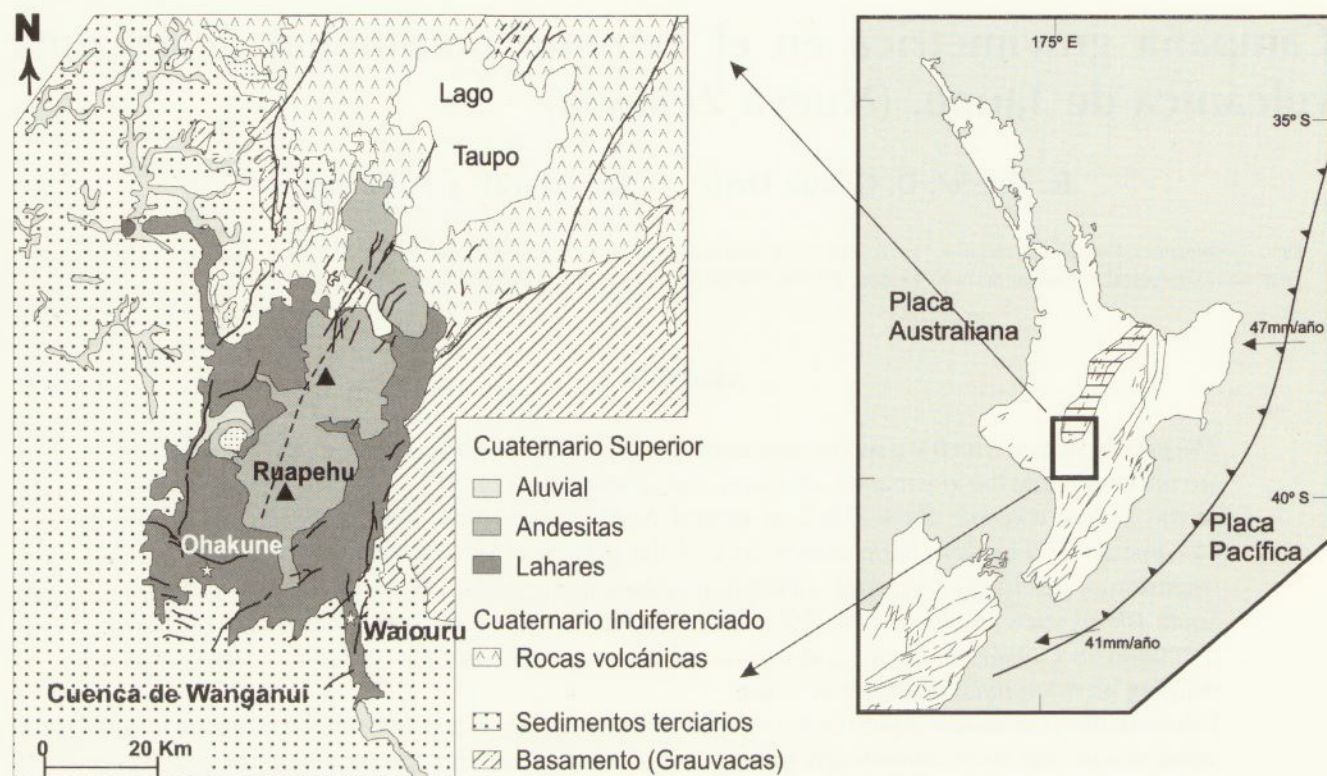 N
Lago
Taupo
Ruapehu
Ohakune
Waiouru
Cuenca de Wanganui
0 20 Km
Cuaternario Superior
Aluvial
Andesitas
Lahares
Cuaternario Indiferenciado
Rocas volcánicas
Sedimentos terciarios
Basamento (Grauvacas)
175º E
35º S
Placa
Australiana
47mm/año
40º S
Placa
Pacífica
41mm/año